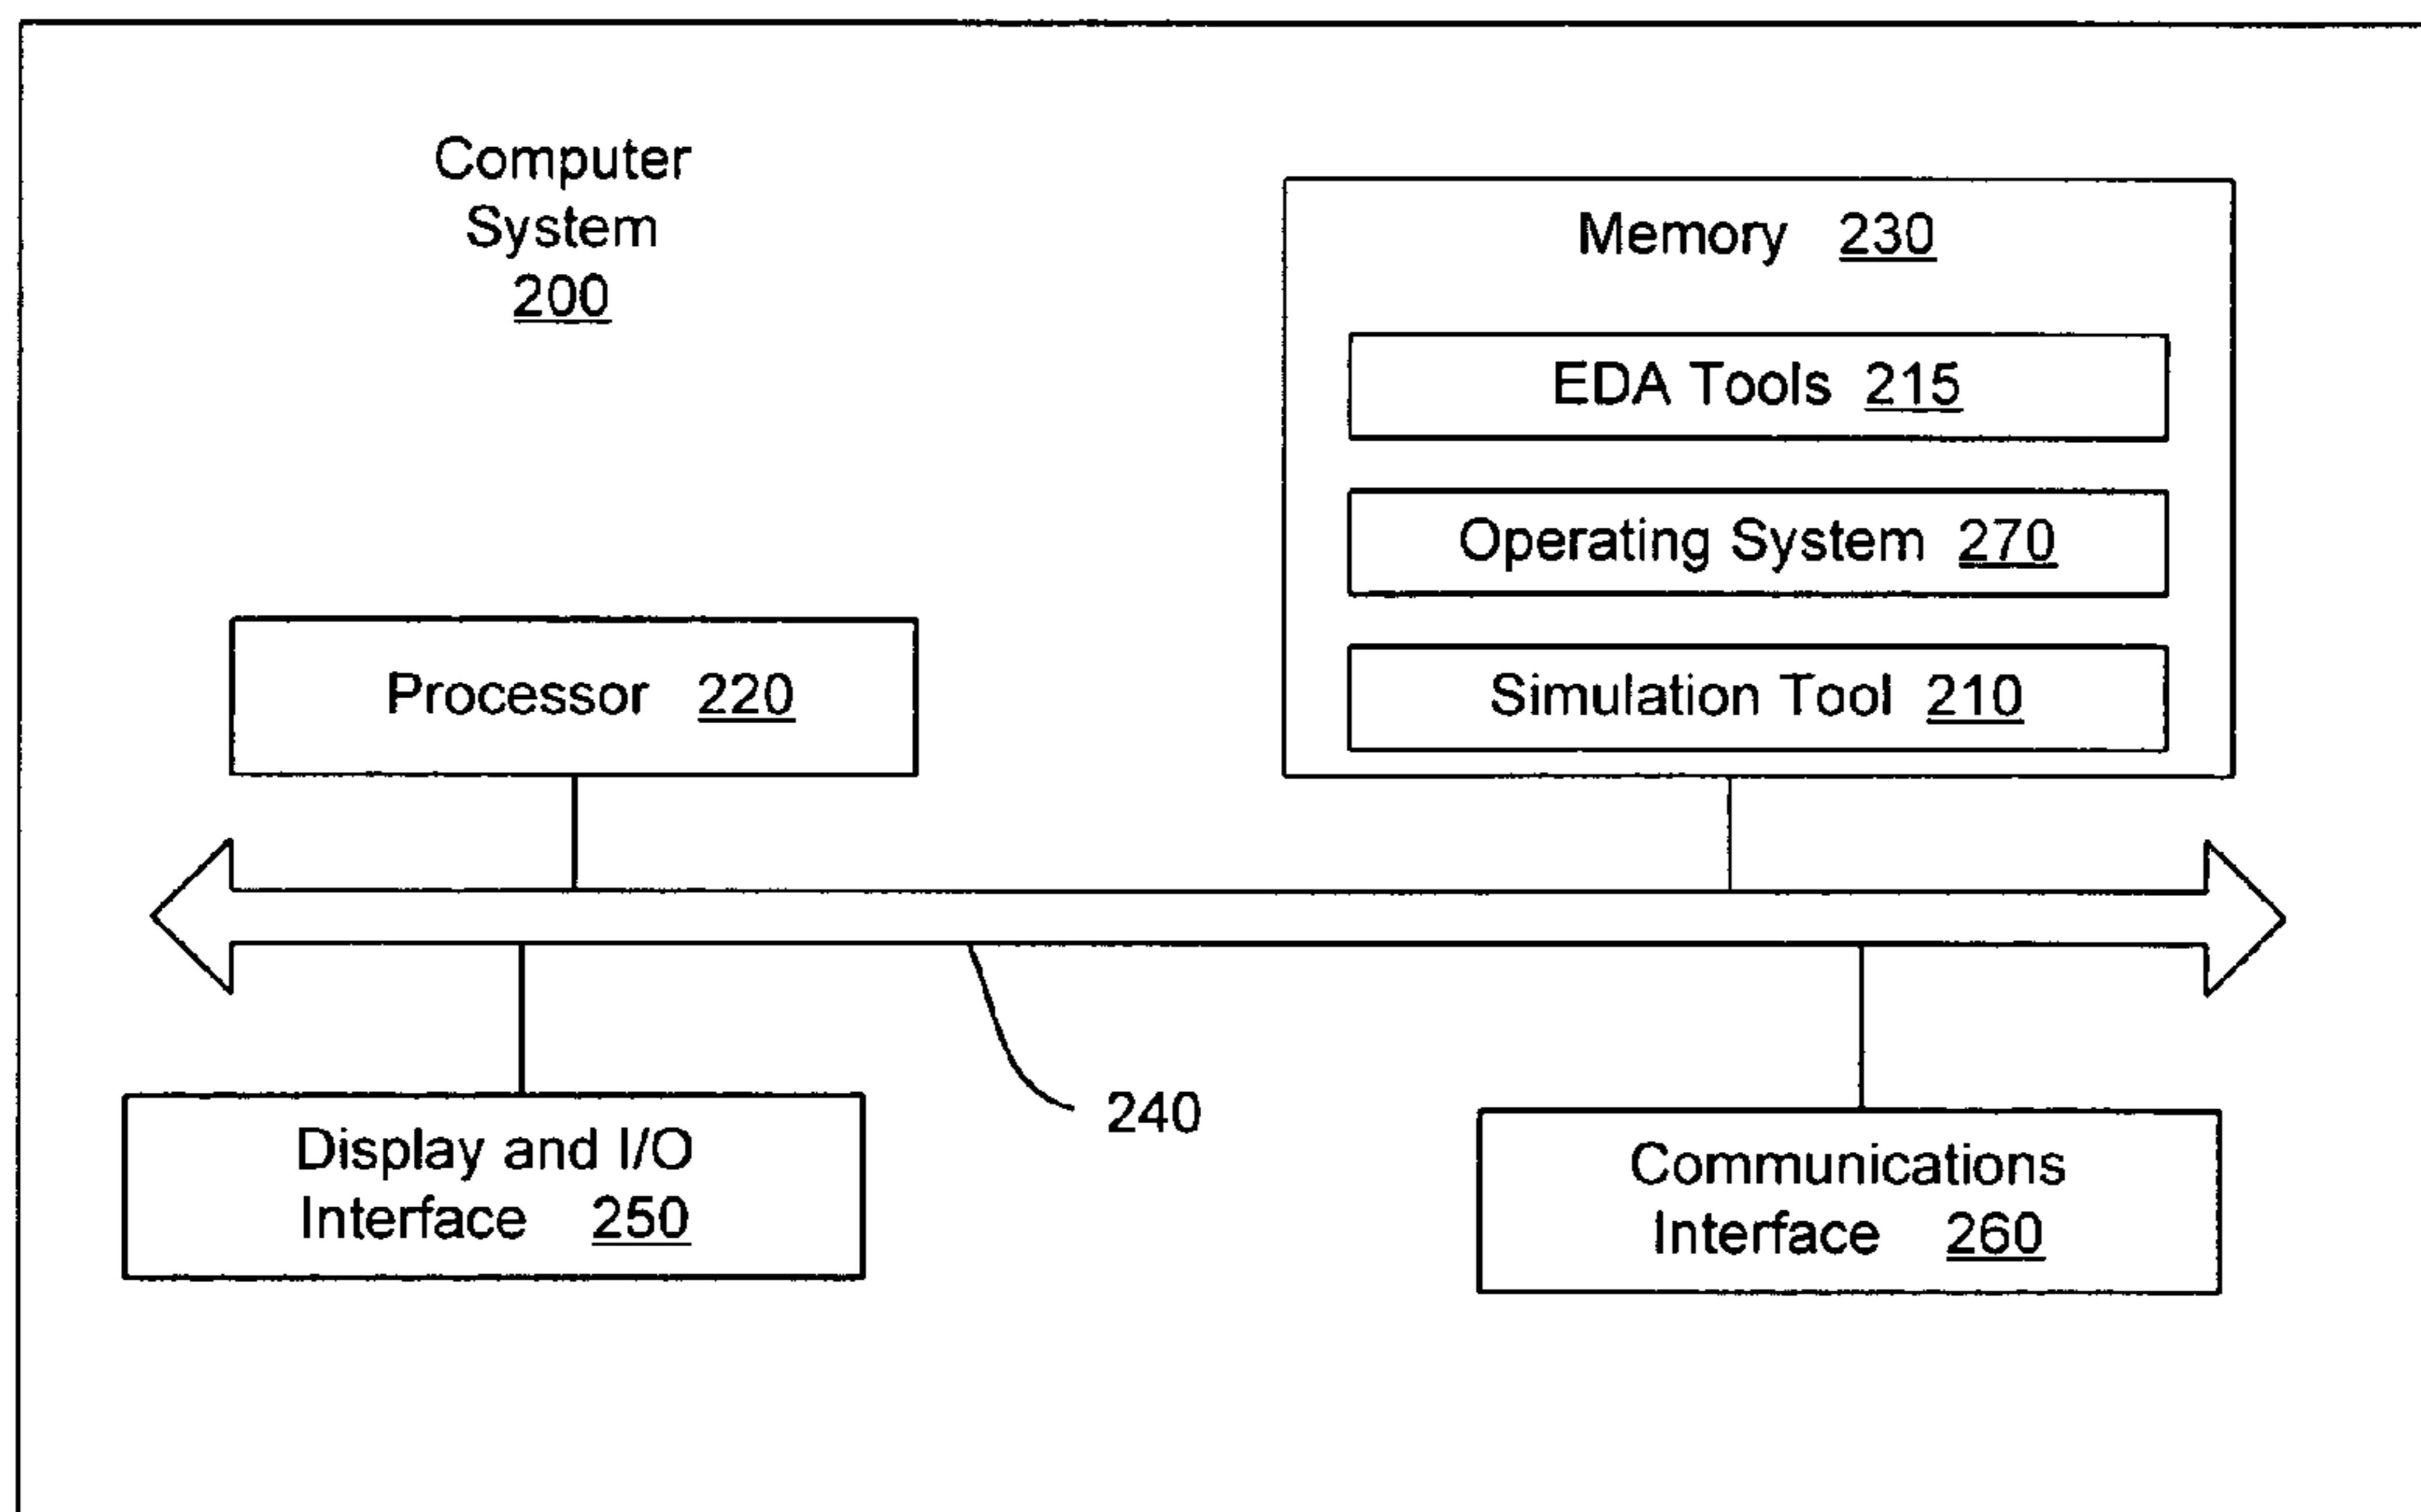 Computer
System
200
Memory 230
EDA Tools 215
Operating System 270
Simulation Tool 210
Processor 220
240
Display and I/O
Interface 250
Communications
Interface 260